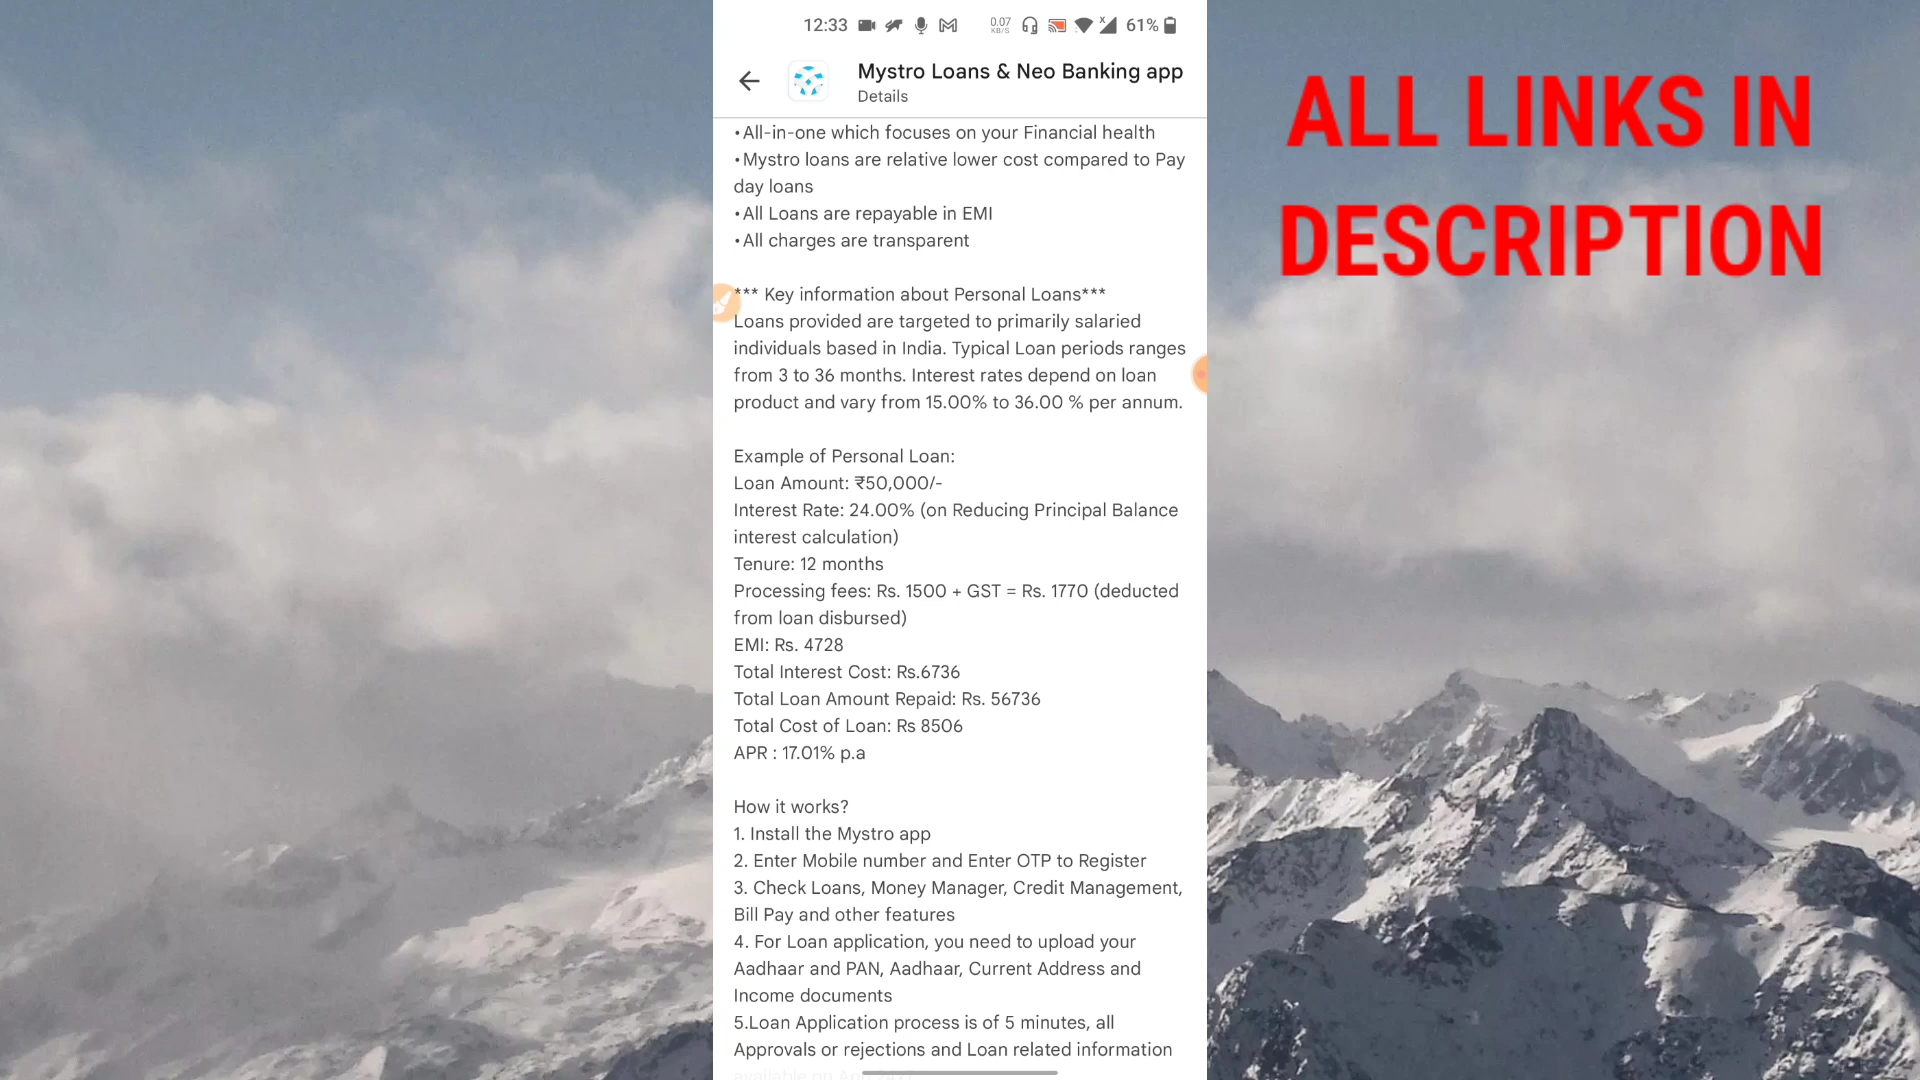 12:33
0.07
KB/S
61%
Mystro Loans & Neo Banking app
Details
•All-in-one which focuses on your Financial health
•Mystro loans are relative lower cost compared to Pay
day loans
•All Loans are repayable in EMI
•All charges are transparent
*** Key information about Personal Loans***
Loans provided are targeted to primarily salaried
individuals based in India. Typical Loan periods ranges
from 3 to 36 months. Interest rates depend on loan
product and vary from 15.00% to 36.00 % per annum.
Example of Personal Loan:
Loan Amount: ₹50,000/-
Interest Rate: 24.00% (on Reducing Principal Balance
interest calculation)
Tenure: 12 months
Processing fees: Rs. 1500 + GST = Rs. 1770 (deducted
from loan disbursed)
EMI: Rs. 4728
Total Interest Cost: Rs.6736
Total Loan Amount Repaid: Rs. 56736
Total Cost of Loan: Rs 8506
APR : 17.01% p.a
How it works?
1. Install the Mystro app
2. Enter Mobile number and Enter OTP to Register
3. Check Loans, Money Manager, Credit Management,
Bill Pay and other features
4. For Loan application, you need to upload your
Aadhaar and PAN, Aadhaar, Current Address and
Income documents
5.Loan Application process is of 5 minutes, all
Approvals or rejections and Loan related information
available on App
ALL LINKS IN
DESCRIPTION